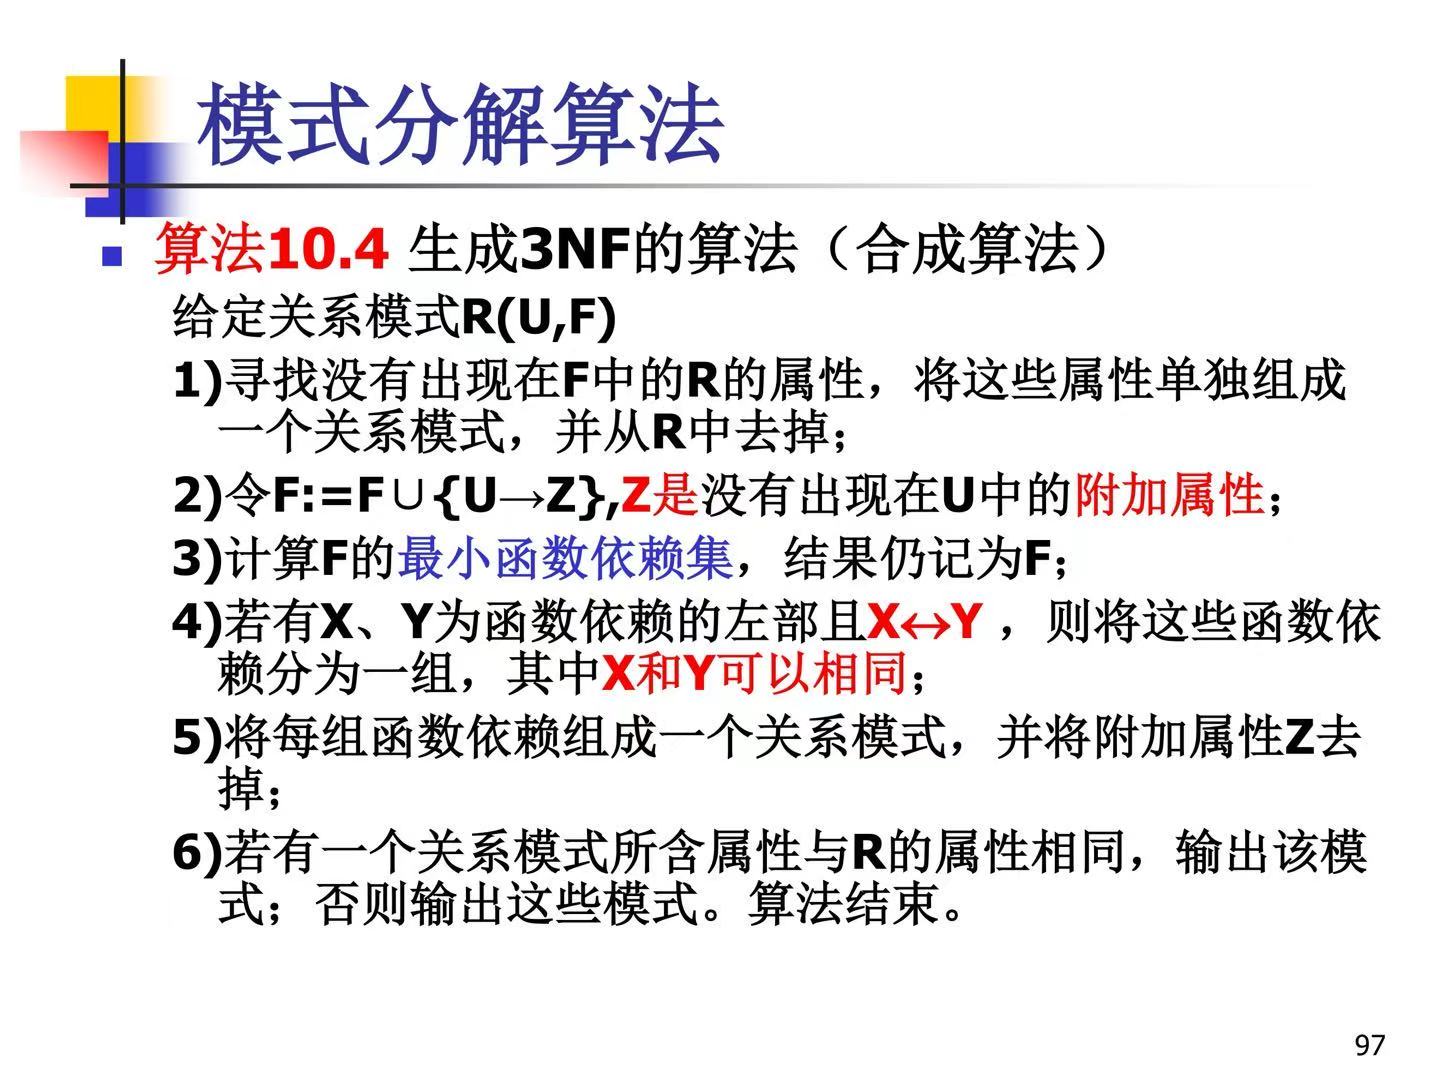 模式分解算法
算法10.4 生成3NF的算法（合成算法）
给定关系模式R(U,F)
1)寻找没有出现在F中的R的属性，将这些属性单独组成
一个关系模式，并从R中去掉；
2)令F:=F∪{U→Z},Z是没有出现在U中的附加属性；
3)计算F的最小函数依赖集，结果仍记为F；
4)若有X、Y为函数依赖的左部且X↔Y ，则将这些函数依
赖分为一组，其中X和Y可以相同；
5)将每组函数依赖组成一个关系模式，并将附加属性Z去
掉；
6)若有一个关系模式所含属性与R的属性相同，输出该模
式；否则输出这些模式。算法结束。
97